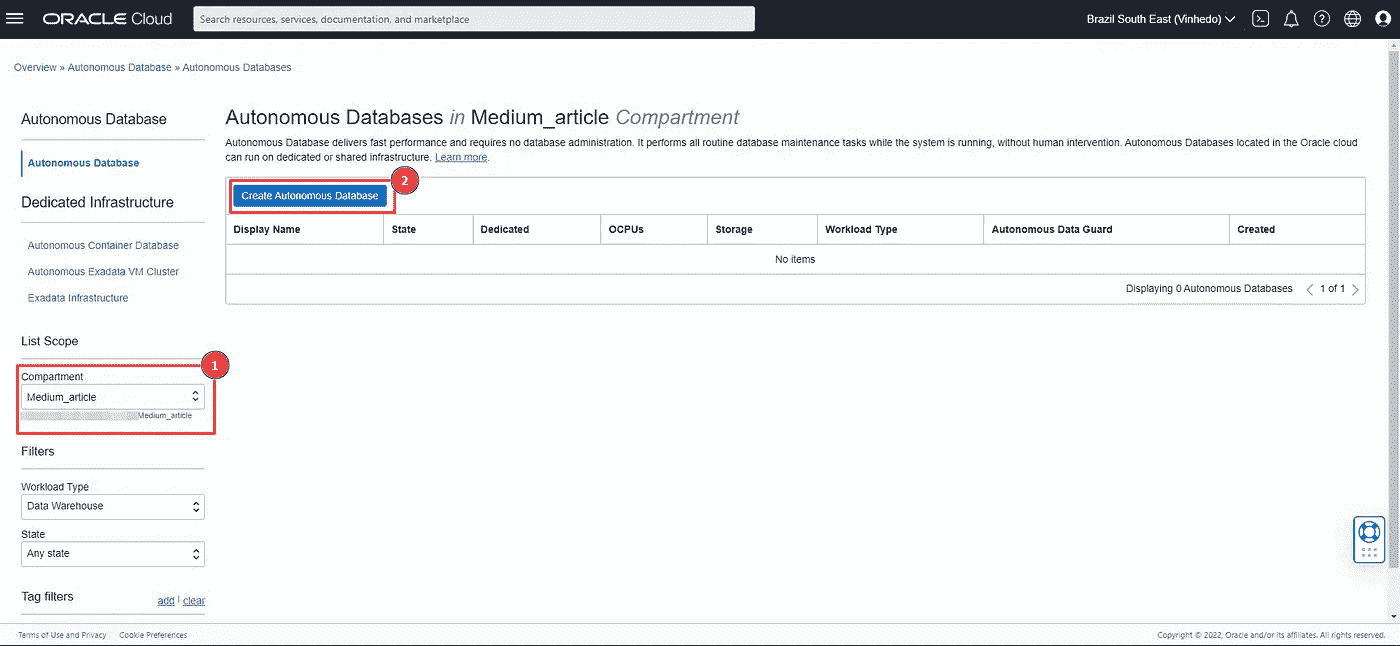 ORACLE Cloud
Search resources, services, documentation, and marketplace
Brazil South East (Vinhedo)
Overview » Autonomous Database » Autonomous Databases
Autonomous Database
Autonomous Database
Dedicated Infrastructure
Autonomous Container Database
Autonomous Exadata VM Cluster
Exadata Infrastructure
List Scope
1
Compartment
Medium_article
Medium_article
Filters
Workload Type
Data Warehouse
State
Any state
Tag filters
add | clear
Autonomous Databases in Medium_article Compartment
Autonomous Database delivers fast performance and requires no database administration. It performs all routine database maintenance tasks while the system is running, without human intervention. Autonomous Databases located in the Oracle cloud
can run on dedicated or shared infrastructure. Learn more.
2
Create Autonomous Database
Display Name State Dedicated OCPUs Storage Workload Type Autonomous Data Guard Created
No items
Displaying 0 Autonomous Databases < 1 of 1 >
Terms of Use and Privacy Cookie Preferences
Copyright © 2022, Oracle and/or its affiliates. All rights reserved.